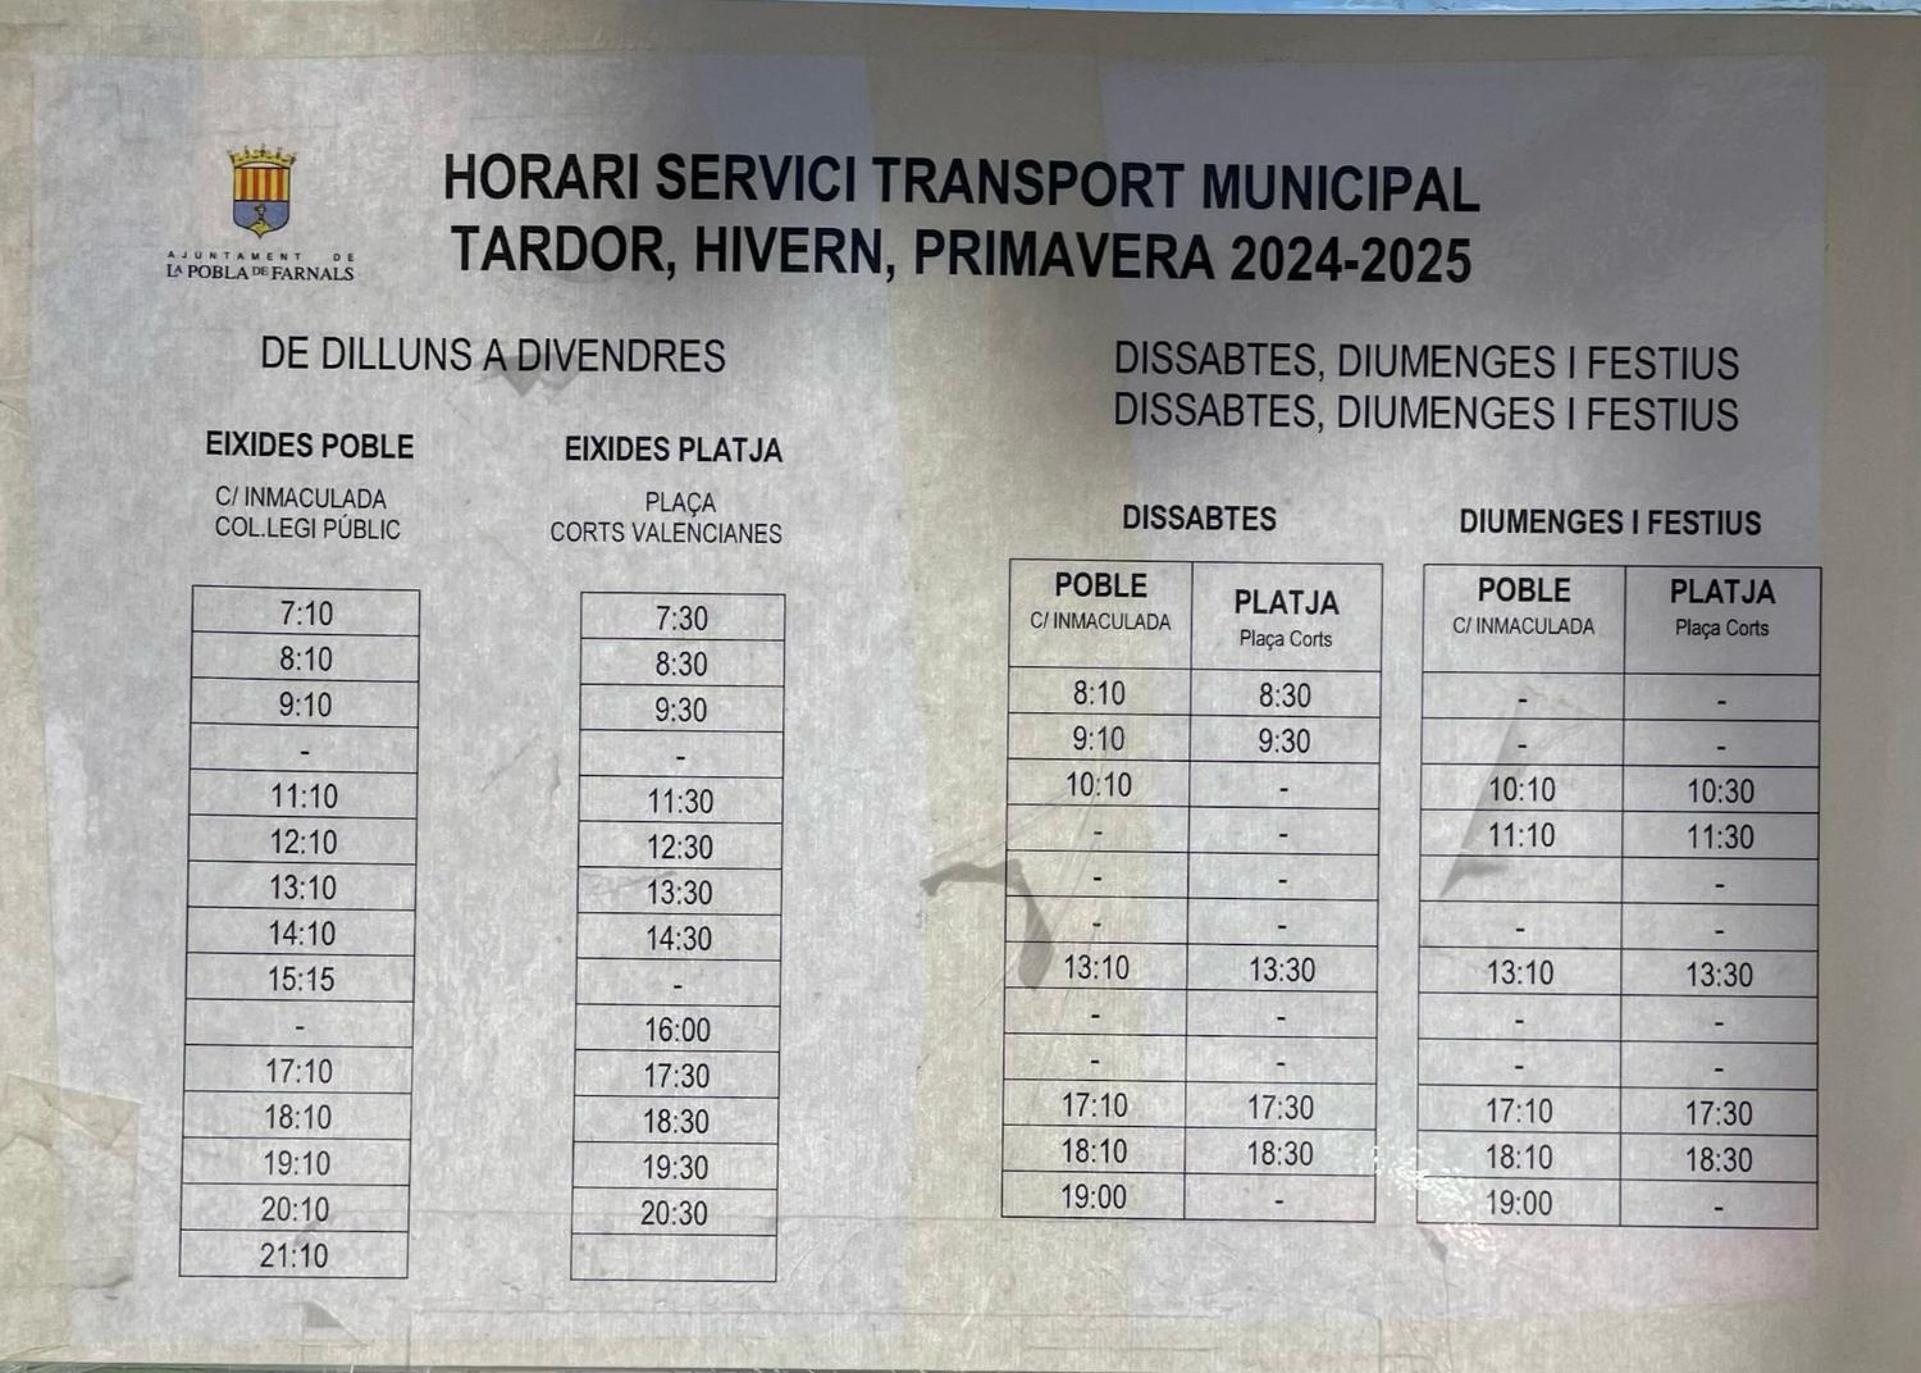 AJUNTAMENT DE
LA POBLA DE FARNALS
HORARI SERVICI TRANSPORT MUNICIPAL
TARDOR, HIVERN, PRIMAVERA 2024-2025
DE DILLUNS A DIVENDRES
EIXIDES POBLE EIXIDES PLATJA
C/ INMACULADA PLAÇA
COL.LEGI PÚBLIC CORTS VALENCIANES
7:10 7:30
8:10 8:30
9:10 9:30
- -
11:10 11:30
12:10 12:30
13:10 13:30
14:10 14:30
15:15 -
- 16:00
17:10 17:30
18:10 18:30
19:10 19:30
20:10 20:30
21:10
DISSABTES, DIUMENGES I FESTIUS
DISSABTES, DIUMENGES I FESTIUS
DISSABTES DIUMENGES I FESTIUS
POBLE PLATJA POBLE PLATJA
C/ INMACULADA Plaça Corts C/ INMACULADA Plaça Corts
8:10 8:30 - -
9:10 9:30 - -
10:10 - 10:10 10:30
- - 11:10 11:30
- - -
- - - -
13:10 13:30 13:10 13:30
- - - -
- - - -
17:10 17:30 17:10 17:30
18:10 18:30 18:10 18:30
19:00 - 19:00 -